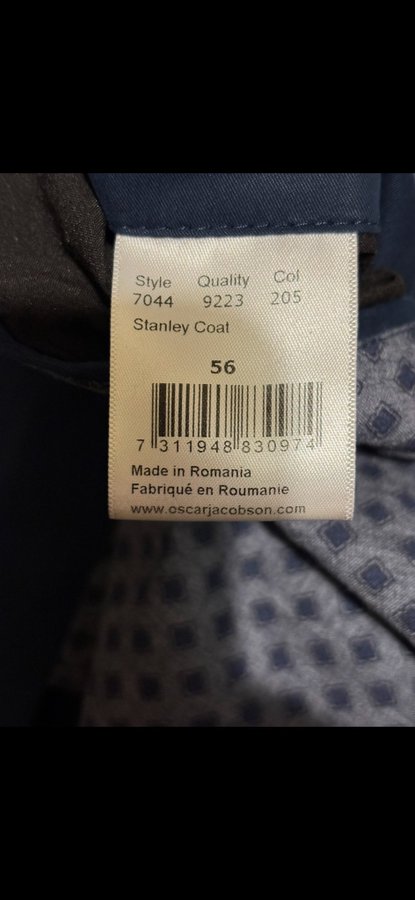 Style Quality Col
7044 9223 205
Stanley Coat
56
7 311948 830974
Made in Romania
Fabriqué en Roumanie
www.oscarjacobson.com